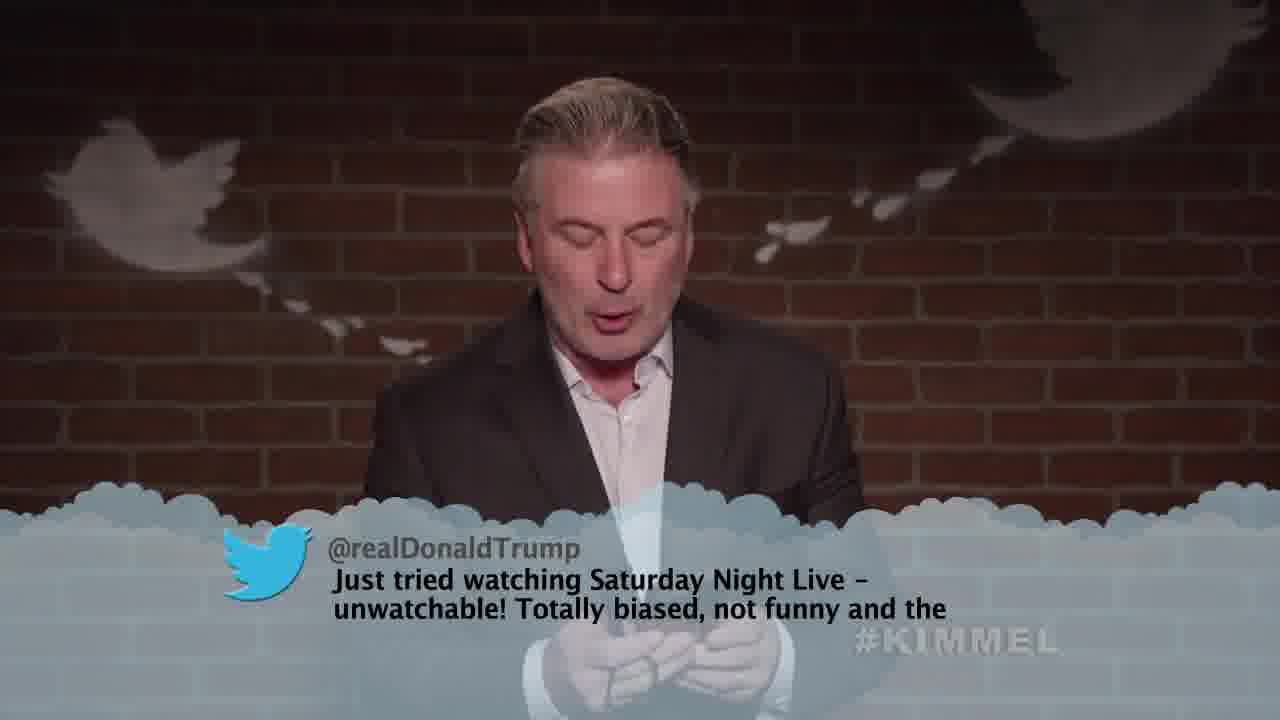 @realDonaldTrump
Just tried watching Saturday Night Live -
unwatchable! Totally biased, not funny and the
#KIMMEL